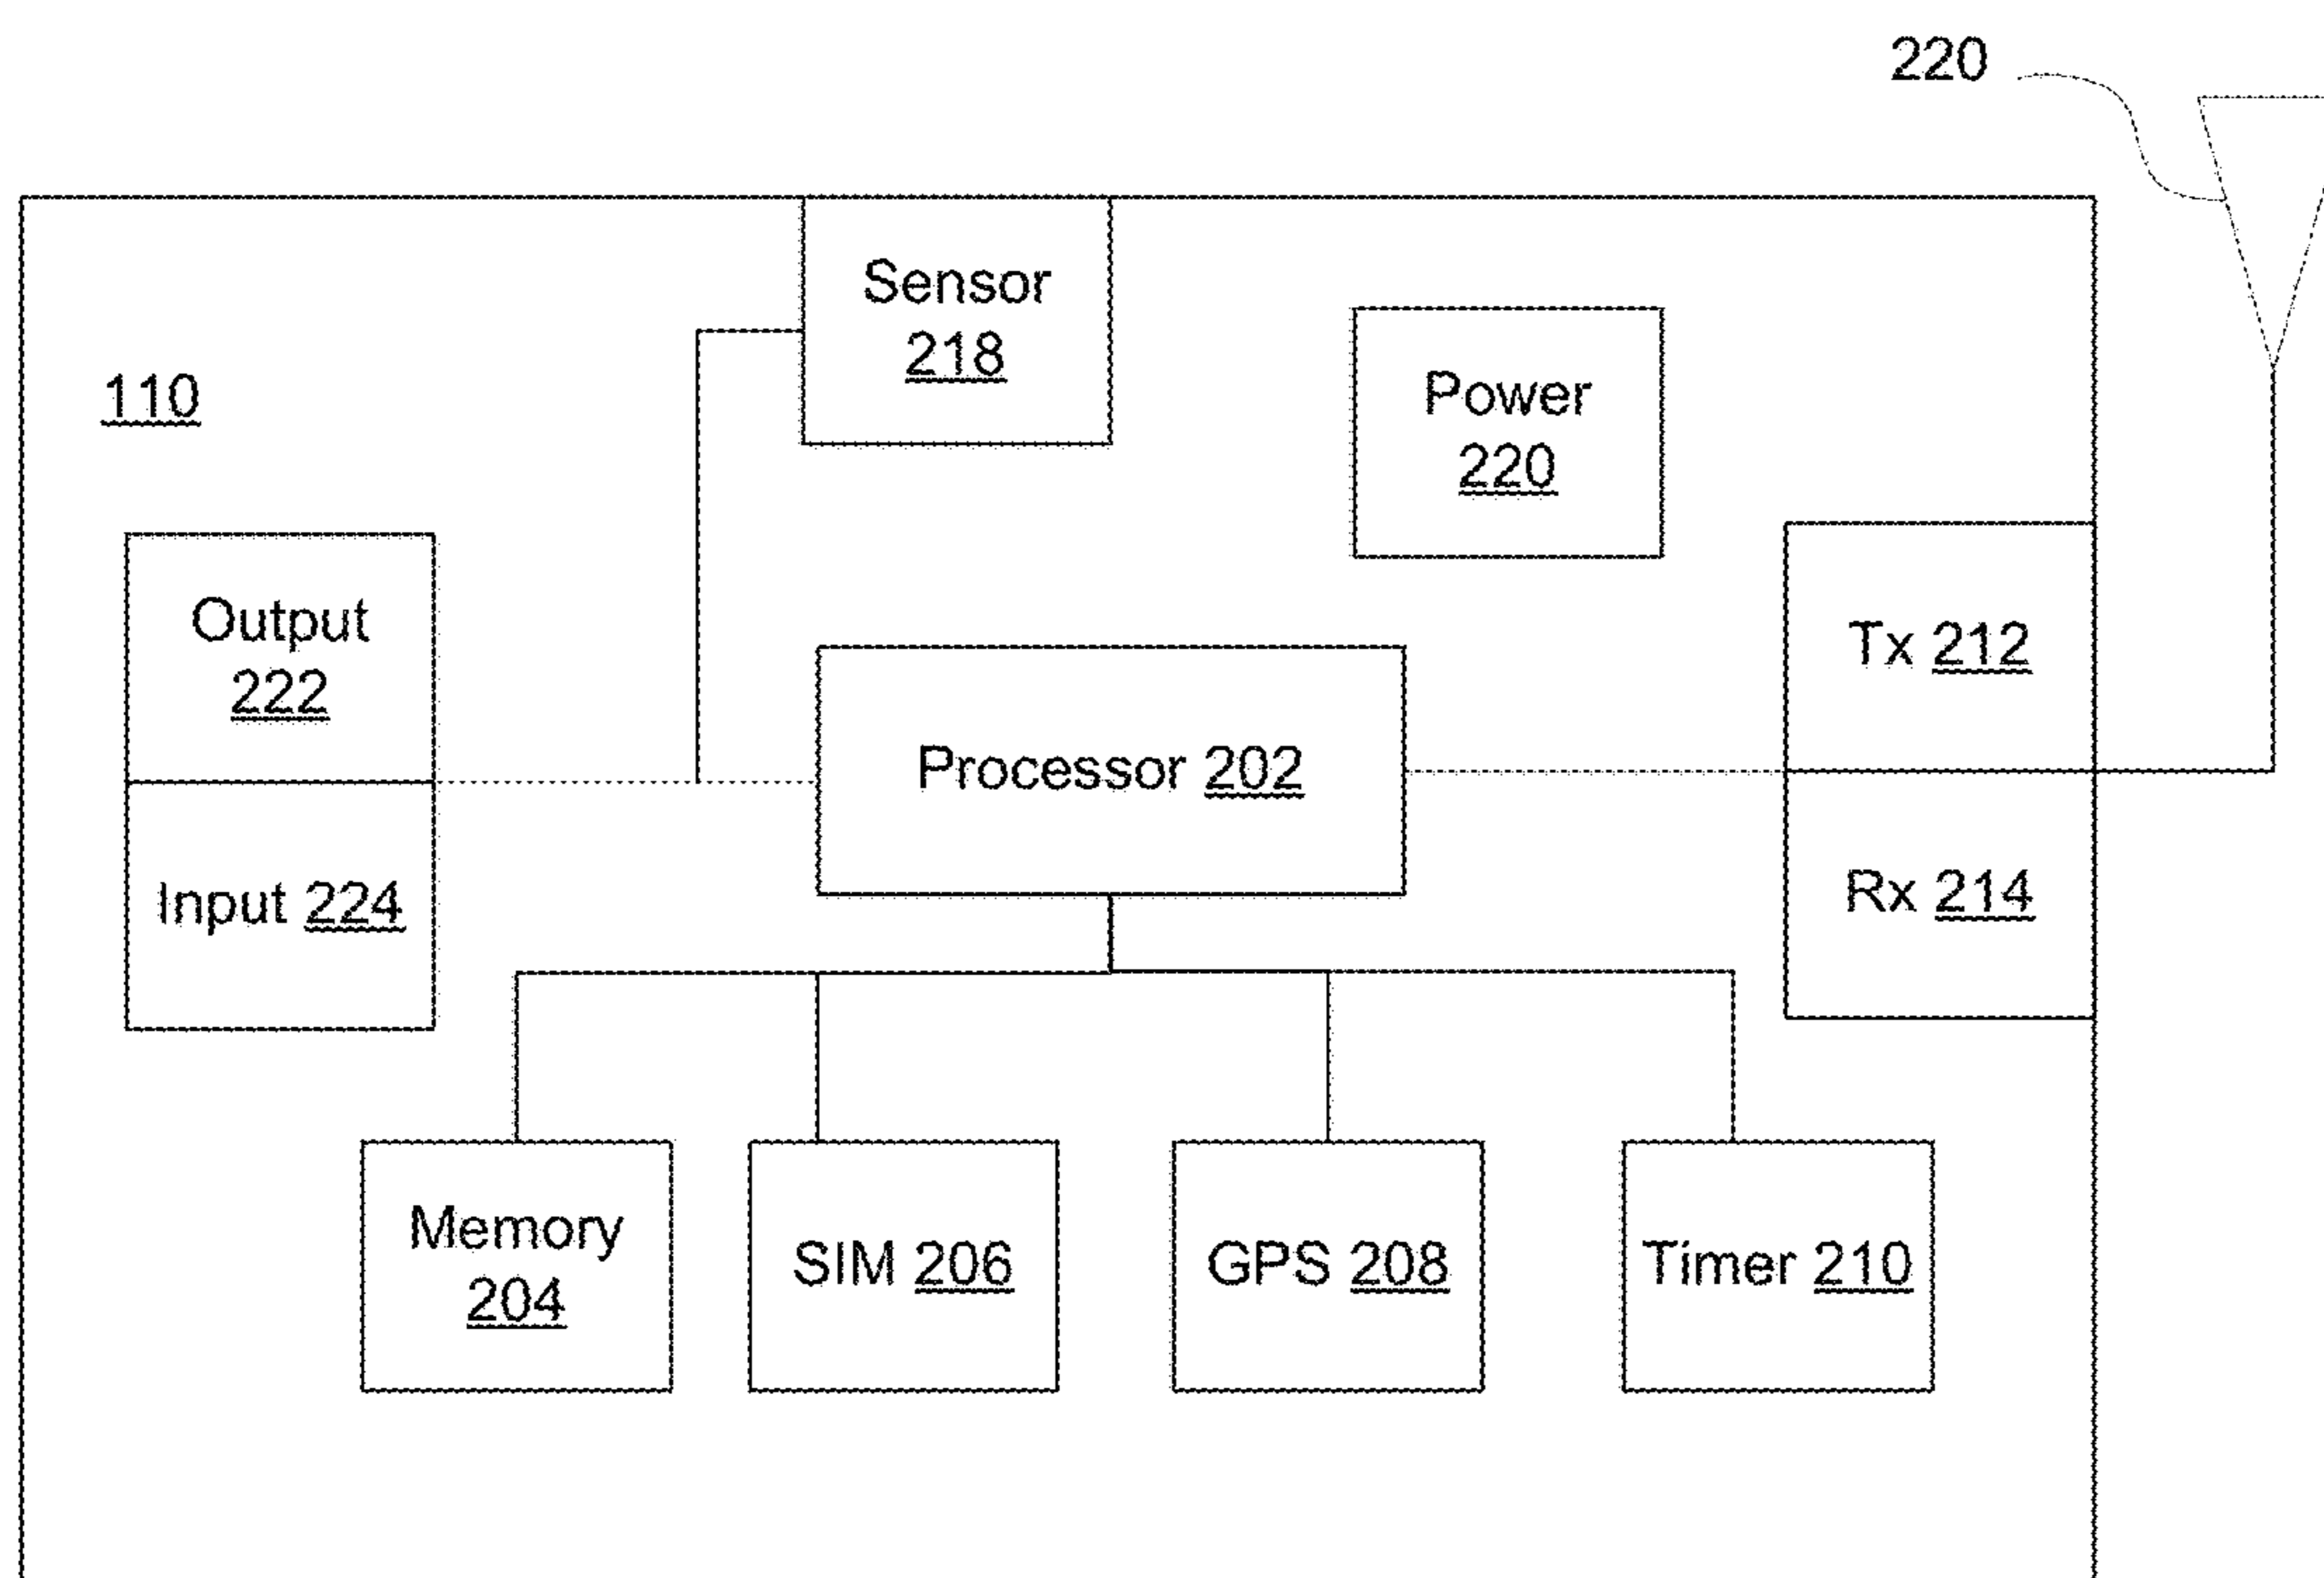 220
Sensor
218
110
Power
220
Output
222
Tx 212
Processor 202
Input 224
Rx 214
Memory
204
SIM 206
GPS 208
Timer 210